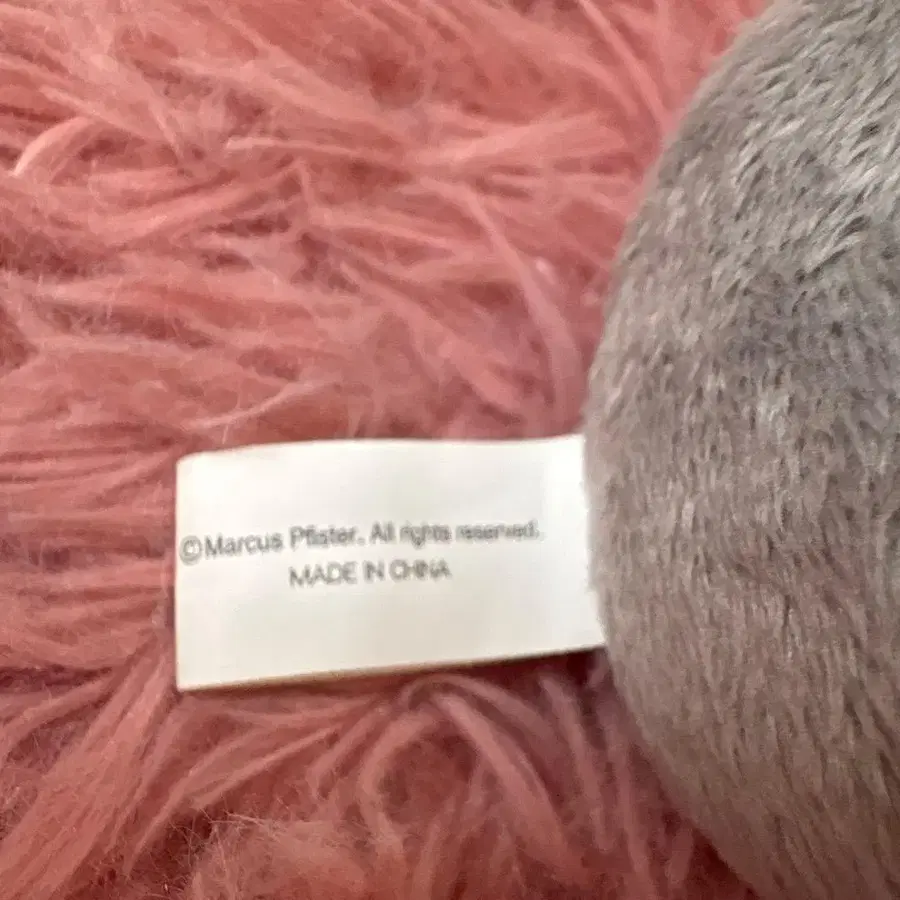 ©Marcus Pfister. All rights reserved.
MADE IN CHINA